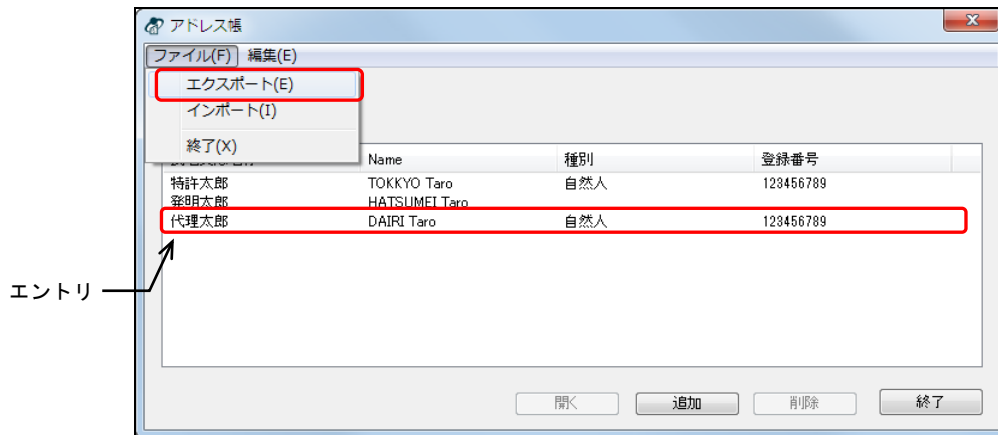 アドレス帳
ファイル(F) 編集(E)
エクスポート(E)
インポート(I)
終了(X)
Name 種別 登録番号
特許太郎 TOKKYO Taro 自然人 123456789
発明太郎 HATSUMEI Taro
代理太郎 DAIRI Taro 自然人 123456789
エントリ
開く 追加 削除 終了